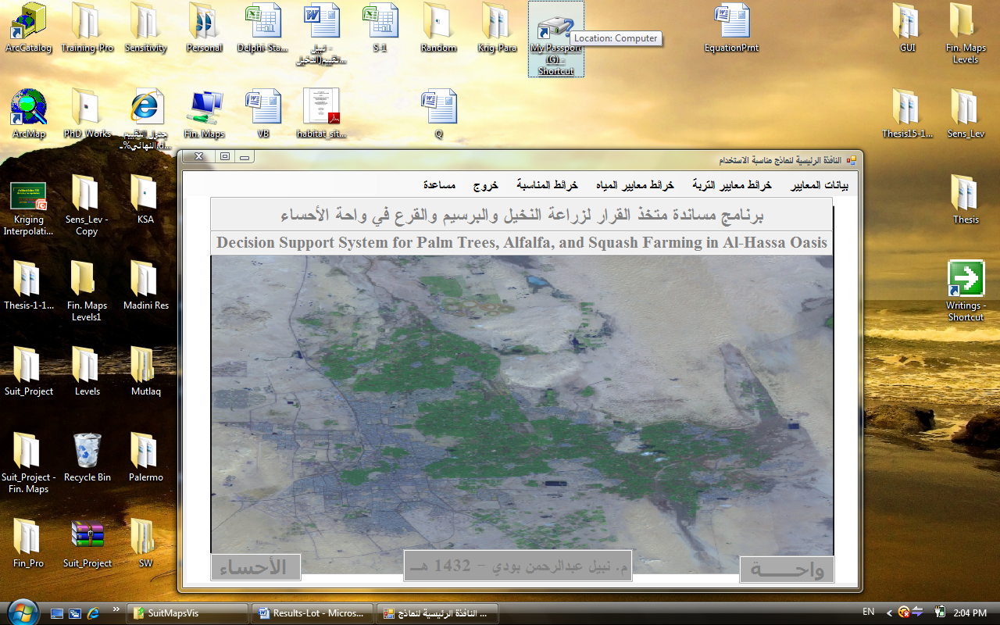 ArcCatalog
Training-Pro
Sensitivity
Personal
Delphi-Sta...
S-1
Random
Krig-Para
My Passport
(G) -
Shortcut
Location: Computer
EquationPrnt
GUI
Fin. Maps
Levels
ArcMap
PhD_Works
جدول التقييم
Fin. Maps
VB
habitat_sit...
Q
Thesis15-1...
Sens_Lev
Kriging
Interpolati...
Sens_Lev -
Copy
KSA
Thesis
Thesis-1-1...
Fin. Maps
Levels1
Madini Res
Writings -
Shortcut
Suit_Project
Levels
Mutlaq
Suit_Project -
Fin. Maps
Recycle Bin
Palermo
Fin_Pro
Suit_Project
SW
النافذة الرئيسية لنماذج مناسبة الاستخدام
بيانات المعايير خرائط معايير التربة خرائط معايير المياه خرائط المناسبة خروج مساعدة
برنامج مساندة متخذ القرار لزراعة النخيل والبرسيم والقرع في واحة الأحساء
Decision Support System for Palm Trees, Alfalfa, and Squash Farming in Al-Hassa Oasis
واحـــــة
م. نبيل عبدالرحمن بودي – 1432 هــ
الأحساء
SuitMapsVis
Results-Lot - Micros...
النافذة الرئيسية لنماذج ...
EN
2:04 PM